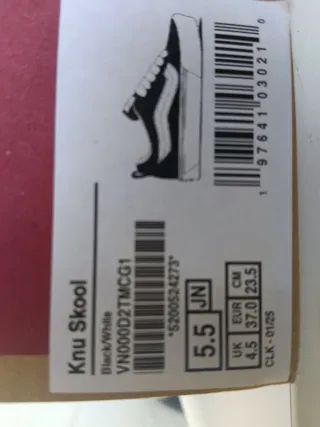 Knu Skool
Black/White
VN000D2TMCG1
*5200524273*
5.5 JN
UK EUR CM
4.5 37.0 23.5
CLK - 01/25
1 97641 03021 0